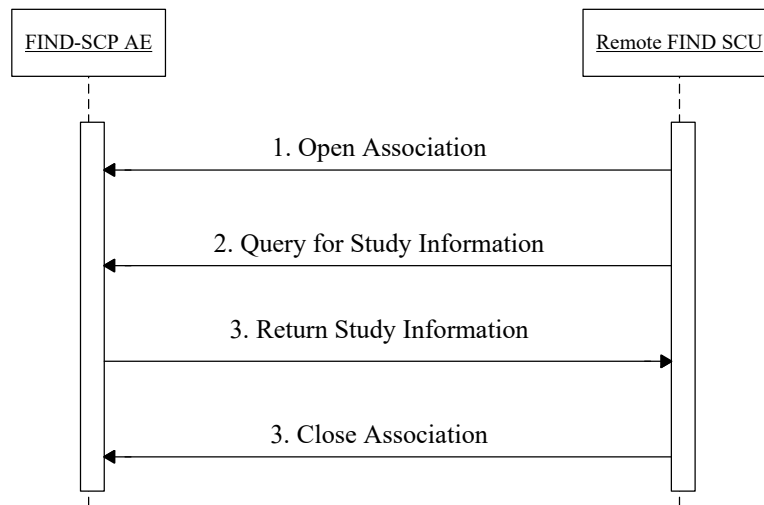 FIND-SCP AE
Remote FIND SCU
1. Open Association
2. Query for Study Information
3. Return Study Information
3. Close Association